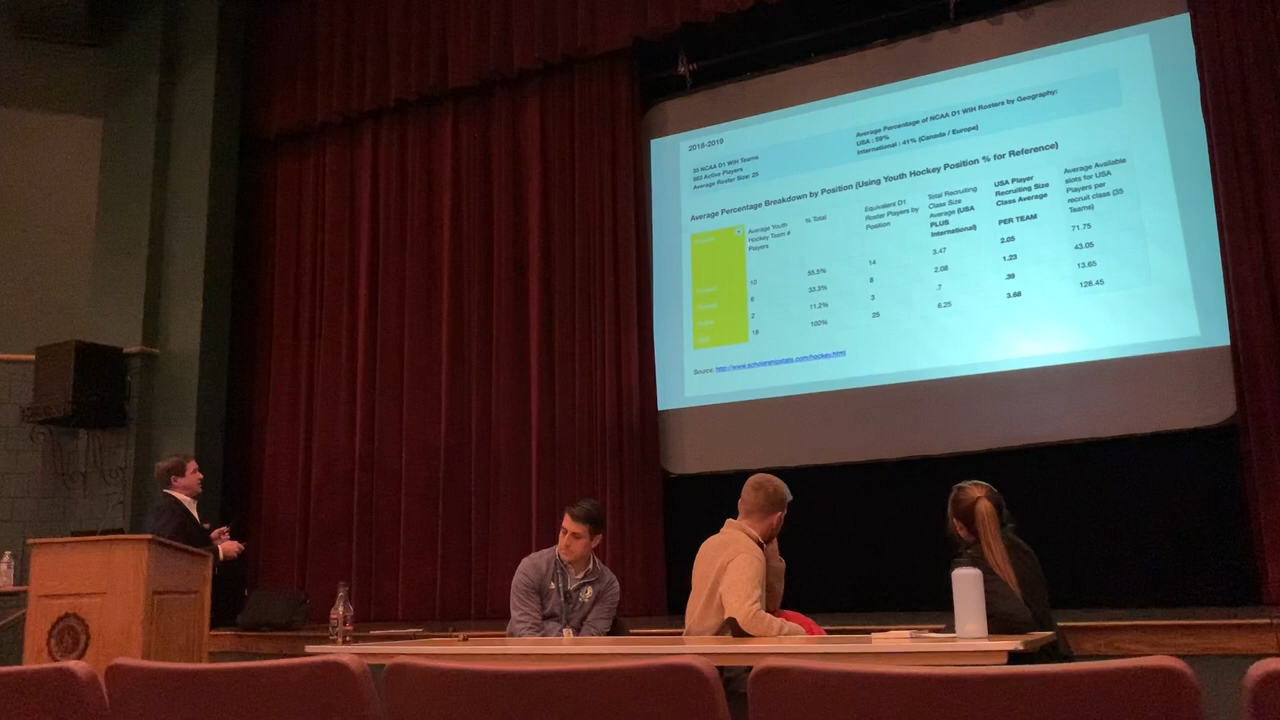 2018-2019
35 NCAA D1 WIH Teams
Average Roster Size: 25
Average Percentage of NCAA D1 WIH Rosters by Geography:
USA : 59%
International : 41% (Canada / Europe)
Average Percentage Breakdown by Position (Using Youth Hockey Position % for Reference)
Average Youth
Hockey Team #
Players
% Total
Equivalent D1
Roster Players by
Position
Total Recruiting
Class Size
Average (USA
PLUS
International)
USA Player
Recruiting Size
Class Average
PER TEAM
Average Available
slots for USA
Players per
recruit class (35
Teams)
10 55.5% 14 3.47 2.05 71.75
6 33.3% 8 2.08 1.23 43.05
2 11.2% 3 .7 .39 13.65
18 100% 25 6.25 3.68 128.45
Source: http://www.scholarshipstats.com/hockey.html